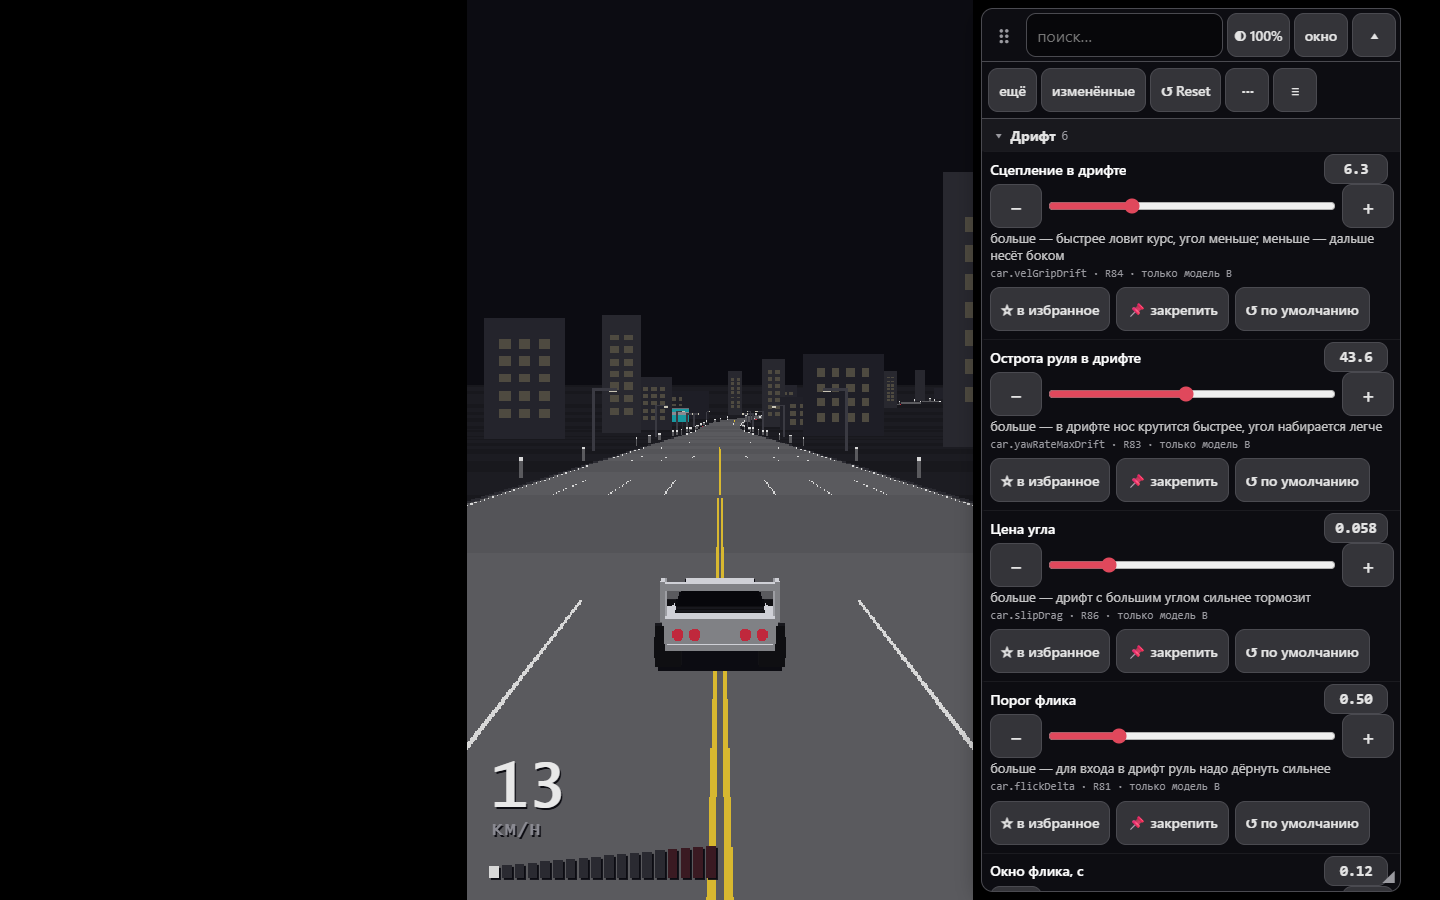 поиск...
100%
окно
ещё
изменённые
Reset
Дрифт 6
Сцепление в дрифте
6.3
−
+
больше — быстрее ловит курс, угол меньше; меньше — дальше
несёт боком
car.velGripDrift · R84 · только модель B
в избранное
закрепить
по умолчанию
Острота руля в дрифте
43.6
−
+
больше — в дрифте нос крутится быстрее, угол набирается легче
car.yawRateMaxDrift · R83 · только модель B
в избранное
закрепить
по умолчанию
Цена угла
0.058
−
+
больше — дрифт с большим углом сильнее тормозит
car.slipDrag · R86 · только модель B
в избранное
закрепить
по умолчанию
Порог флика
0.50
−
+
больше — для входа в дрифт руль надо дёрнуть сильнее
car.flickDelta · R81 · только модель B
в избранное
закрепить
по умолчанию
Окно флика, с
0.12
13
KM/H